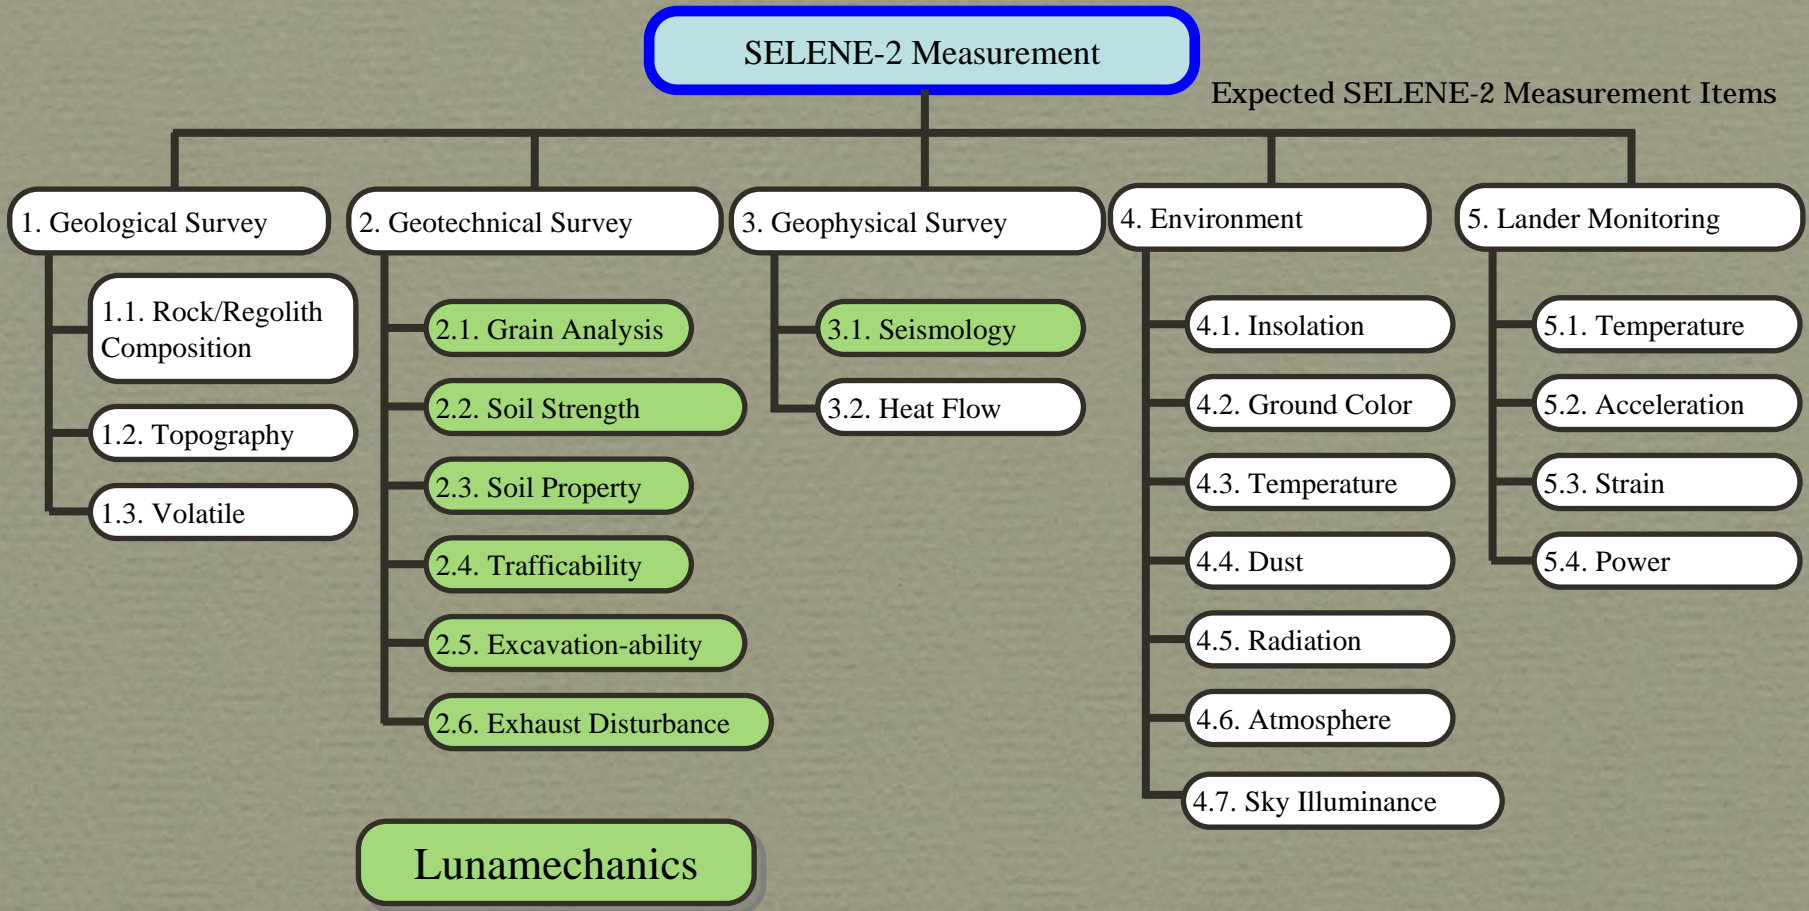 SELENE-2 Measurement
Expected SELENE-2 Measurement Items
1. Geological Survey
1.1. Rock/Regolith
Composition
1.2. Topography
1.3. Volatile
2. Geotechnical Survey
2.1. Grain Analysis
2.2. Soil Strength
2.3. Soil Property
2.4. Trafficability
2.5. Excavation-ability
2.6. Exhaust Disturbance
3. Geophysical Survey
3.1. Seismology
3.2. Heat Flow
4. Environment
4.1. Insolation
4.2. Ground Color
4.3. Temperature
4.4. Dust
4.5. Radiation
4.6. Atmosphere
4.7. Sky Illuminance
5. Lander Monitoring
5.1. Temperature
5.2. Acceleration
5.3. Strain
5.4. Power
Lunamechanics